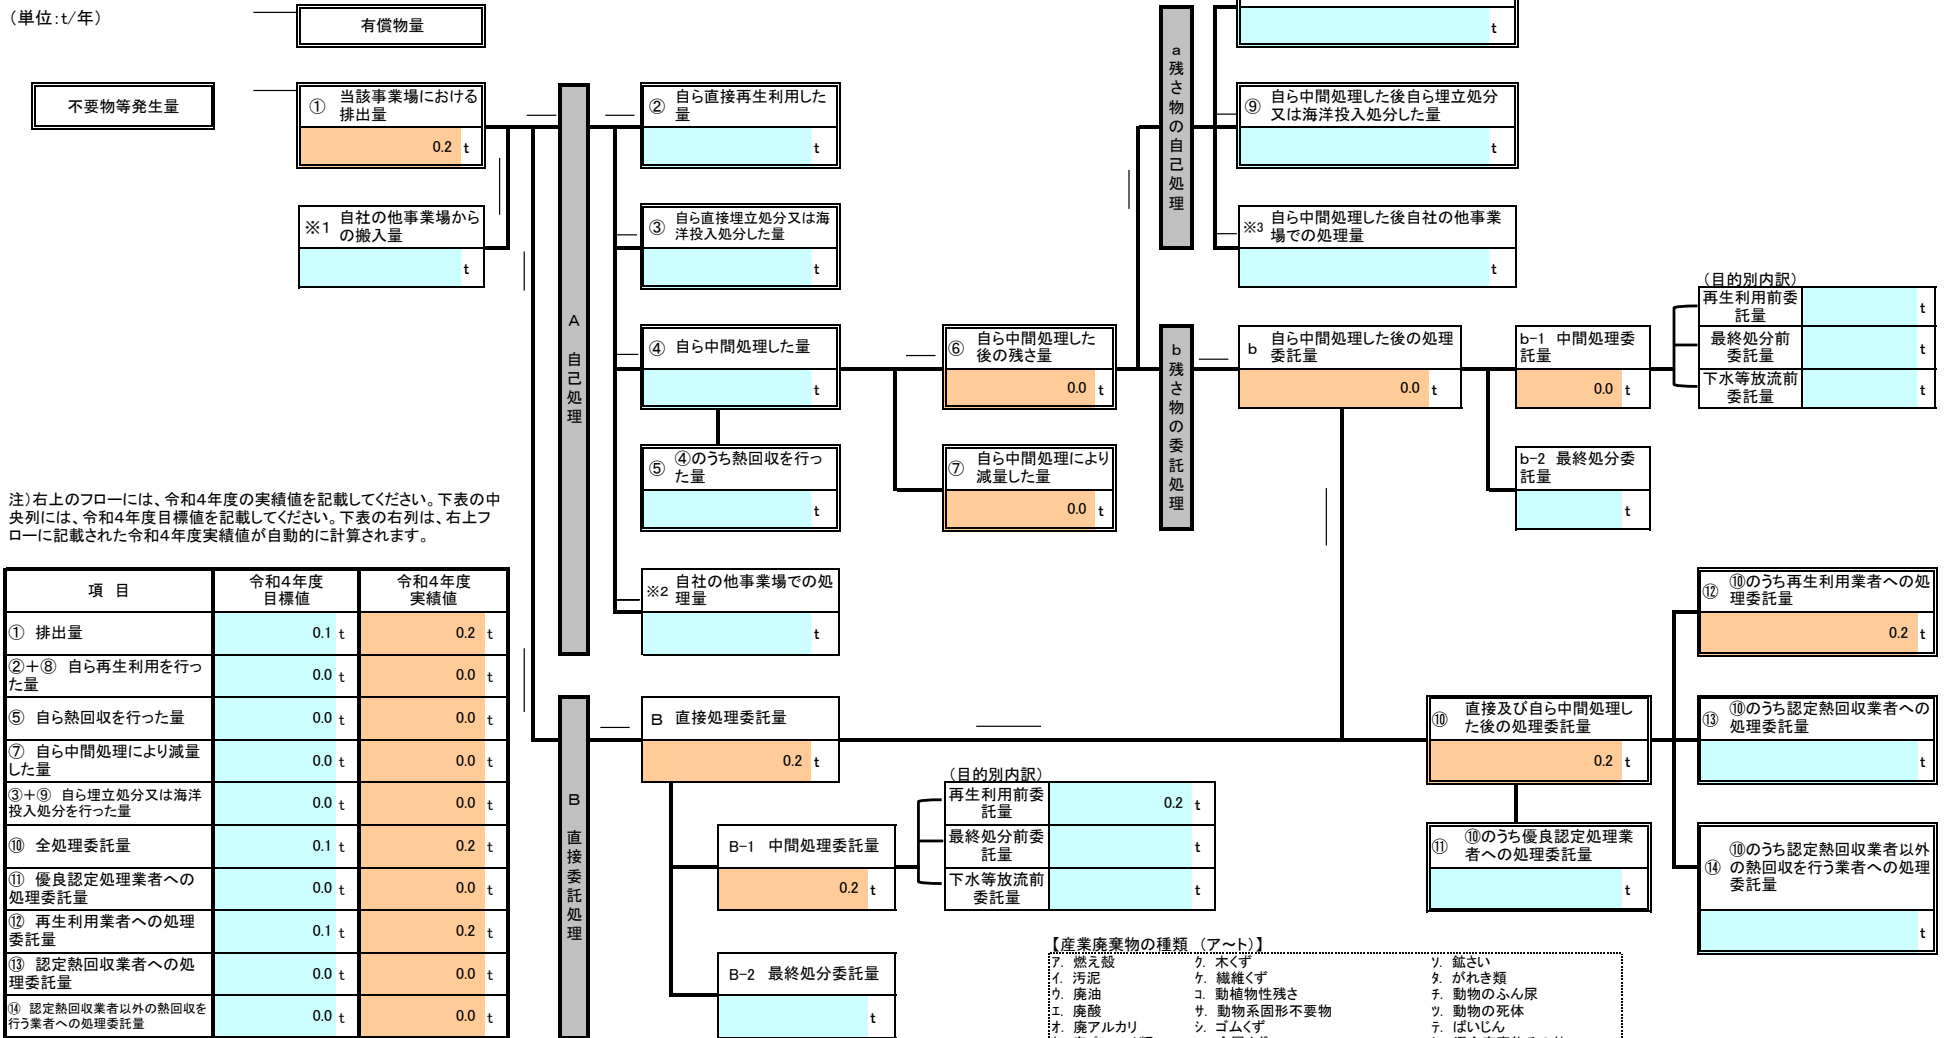 （単位：t/年）
有償物量
t
不要物等発生量
① 当該事業場における
排出量
0.2 t
※1 自社の他事業場から
の搬入量
t
A 自己処理
② 自ら直接再生利用した
量
t
③ 自ら直接埋立処分又は海
洋投入処分した量
t
④ 自ら中間処理した量
t
⑤ ④のうち熱回収を行っ
た量
t
※2 自社の他事業場での処
理量
t
⑥ 自ら中間処理した
後の残さ量
0.0 t
⑦ 自ら中間処理により
減量した量
0.0 t
a 残さ物の自己処理
⑨ 自ら中間処理した後自ら埋立処分
又は海洋投入処分した量
t
※3 自ら中間処理した後自社の他事業
場での処理量
t
b 残さ物の委託処理
b 自ら中間処理した後の処理
委託量
0.0 t
b-1 中間処理委
託量
0.0 t
b-2 最終処分委
託量
t
（目的別内訳）
再生利用前委
託量
t
最終処分前
委託量
t
下水等放流前
委託量
t
注）右上のフローには、令和4年度の実績値を記載してください。下表の中
央列には、令和4年度目標値を記載してください。下表の右列は、右上フ
ローに記載された令和4年度実績値が自動的に計算されます。
項 目 令和4年度
目標値 令和4年度
実績値
① 排出量 0.1 t 0.2 t
②＋⑧ 自ら再生利用を行っ
た量 0.0 t 0.0 t
⑤ 自ら熱回収を行った量 0.0 t 0.0 t
⑦ 自ら中間処理により減量
した量 0.0 t 0.0 t
③＋⑨ 自ら埋立処分又は海洋
投入処分を行った量 0.0 t 0.0 t
⑩ 全処理委託量 0.1 t 0.2 t
⑪ 優良認定処理業者への
処理委託量 0.0 t 0.0 t
⑫ 再生利用業者への処理
委託量 0.1 t 0.2 t
⑬ 認定熱回収業者への処
理委託量 0.0 t 0.0 t
⑭ 認定熱回収業者以外の熱回収を
行う業者への処理委託量 0.0 t 0.0 t
B 直接委託処理
B 直接処理委託量
0.2 t
B-1 中間処理委託量
0.2 t
B-2 最終処分委託量
t
（目的別内訳）
再生利用前委
託量
0.2 t
最終処分前委
託量
t
下水等放流前
委託量
t
⑩ 直接及び自ら中間処理し
た後の処理委託量
0.2 t
⑪ ⑩のうち優良認定処理業
者への処理委託量
t
⑫ ⑩のうち再生利用業者への処
理委託量
0.2 t
⑬ ⑩のうち認定熱回収業者への
処理委託量
t
⑭ ⑩のうち認定熱回収業者以外
の熱回収を行う業者への処理
委託量
t
【産業廃棄物の種類 （ア～ト）】
ア．燃え殻 ク．木くず ソ．鉱さい
イ．汚泥 ケ．繊維くず タ．がれき類
ウ．廃油 コ．動植物性残さ チ．動物のふん尿
エ．廃酸 サ．動物系固形不要物 ツ．動物の死体
オ．廃アルカリ シ．ゴムくず テ．ばいじん